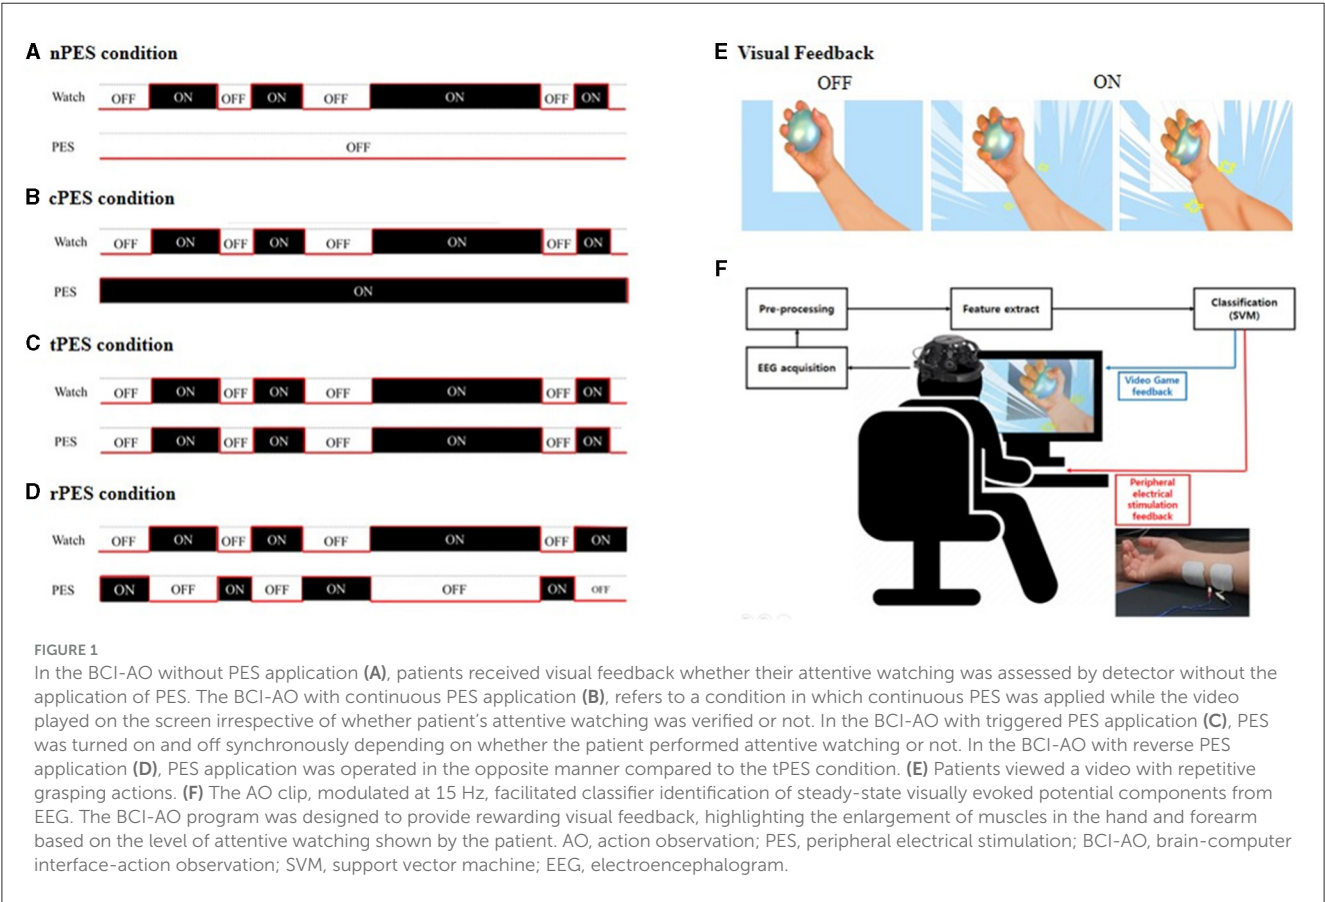 A nPES condition
Watch OFF ON OFF ON OFF ON OFF ON
PES OFF
B cPES condition
Watch OFF ON OFF ON OFF ON OFF ON
PES ON
C tPES condition
Watch OFF ON OFF ON OFF ON OFF ON
PES OFF ON OFF ON OFF ON OFF ON
D rPES condition
Watch OFF ON OFF ON OFF ON OFF ON
PES ON OFF ON OFF ON OFF ON OFF
E Visual Feedback
OFF ON
F
Pre-processing
Feature extract
Classification
(SVM)
EEG acquisition
Video Game
feedback
Peripheral
electrical
stimulation
feedback
FIGURE 1
In the BCI-AO without PES application (A), patients received visual feedback whether their attentive watching was assessed by detector without the
application of PES. The BCI-AO with continuous PES application (B), refers to a condition in which continuous PES was applied while the video
played on the screen irrespective of whether patient's attentive watching was verified or not. In the BCI-AO with triggered PES application (C), PES
was turned on and off synchronously depending on whether the patient performed attentive watching or not. In the BCI-AO with reverse PES
application (D), PES application was operated in the opposite manner compared to the tPES condition. (E) Patients viewed a video with repetitive
grasping actions. (F) The AO clip, modulated at 15 Hz, facilitated classifier identification of steady-state visually evoked potential components from
EEG. The BCI-AO program was designed to provide rewarding visual feedback, highlighting the enlargement of muscles in the hand and forearm
based on the level of attentive watching shown by the patient. AO, action observation; PES, peripheral electrical stimulation; BCI-AO, brain-computer
interface-action observation; SVM, support vector machine; EEG, electroencephalogram.